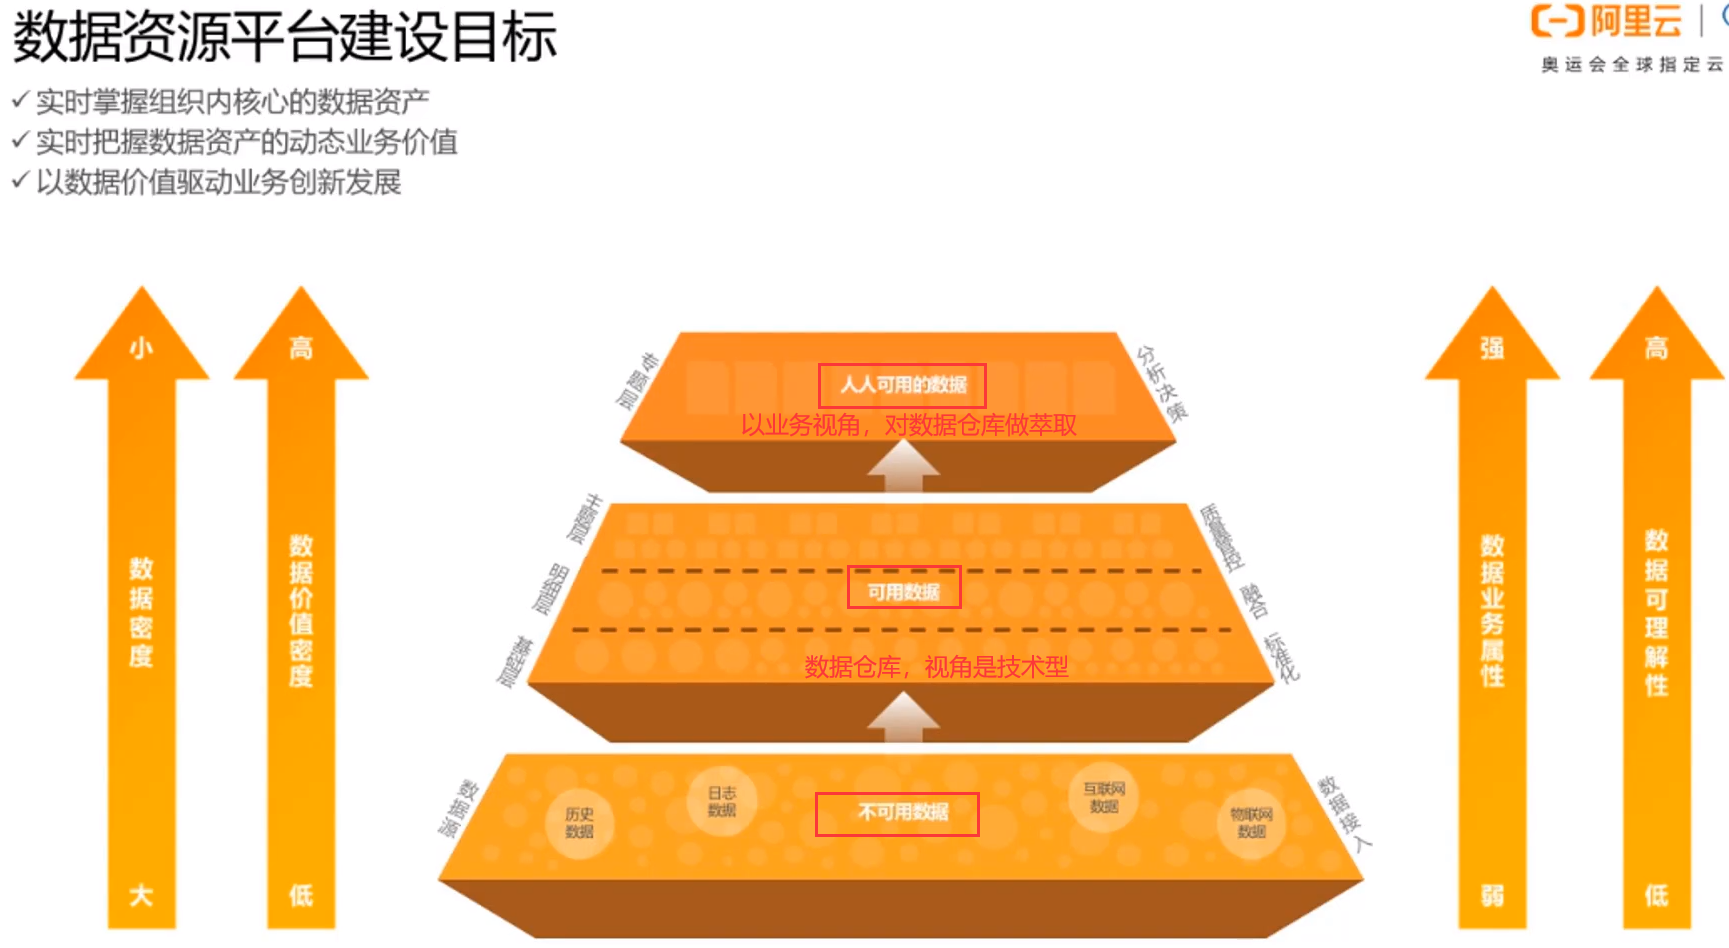 数据资源平台建设目标
阿里云
奥运会全球指定云
✓ 实时掌握组织内核心的数据资产
✓ 实时把握数据资产的动态业务价值
✓ 以数据价值驱动业务创新发展
小
数据密度
大
高
数据价值密度
低
专题层
人人可用的数据
以业务视角，对数据仓库做萃取
分析决策
主题层
明细层
基础层
可用数据
数据仓库，视角是技术型
质量管控
融合
标准化
数据源
历史
数据
日志
数据
不可用数据
互联网
数据
物联网
数据
数据接入
强
数据业务属性
弱
高
数据可理解性
低